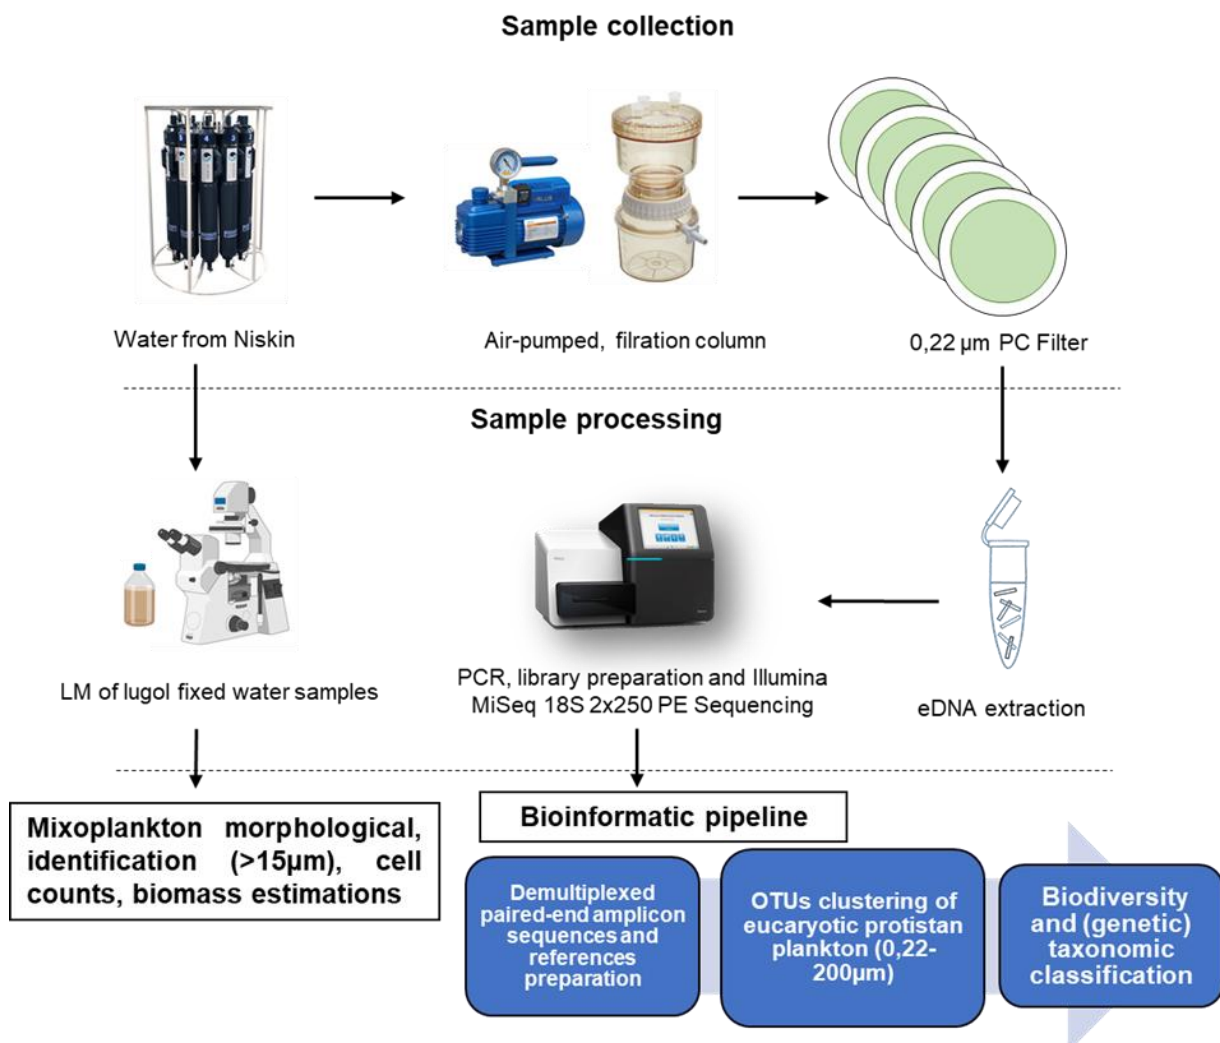 Sample collection
Water from Niskin
Air-pumped, filration column
0,22 µm PC Filter
Sample processing
LM of lugol fixed water samples
PCR, library preparation and Illumina
MiSeq 18S 2x250 PE Sequencing
eDNA extraction
Mixoplankton morphological,
identification (>15µm), cell
counts, biomass estimations
Bioinformatic pipeline
Demultiplexed
paired-end amplicon
sequences and
references
preparation
OTUs clustering of
eucaryotic protistan
plankton (0,22-
200µm)
Biodiversity
and (genetic)
taxonomic
classification